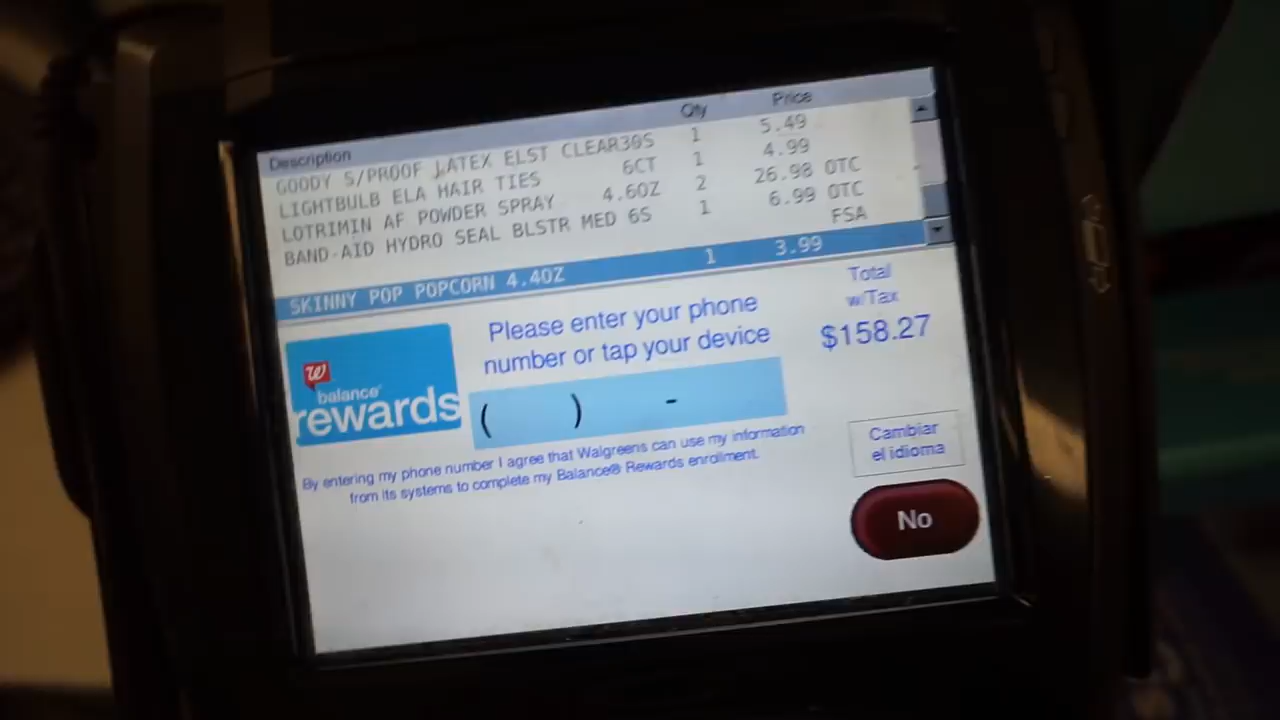 Description Qty Price
GOODY S/PROOF LATEX ELST CLEAR30S 1 5.49
LIGHTBULB ELA HAIR TIES 6CT 1 4.99
LOTRIMIN AF POWDER SPRAY 4.6OZ 2 26.98 OTC
BAND-AID HYDRO SEAL BLSTR MED 6S 1 6.99 OTC
FSA
SKINNY POP POPCORN 4.4OZ 1 3.99
Total
w/Tax
$158.27
Please enter your phone
number or tap your device
W
balance®
rewards
( ) -
By entering my phone number I agree that Walgreens can use my information
from its systems to complete my Balance® Rewards enrollment.
Cambiar
el idioma
No